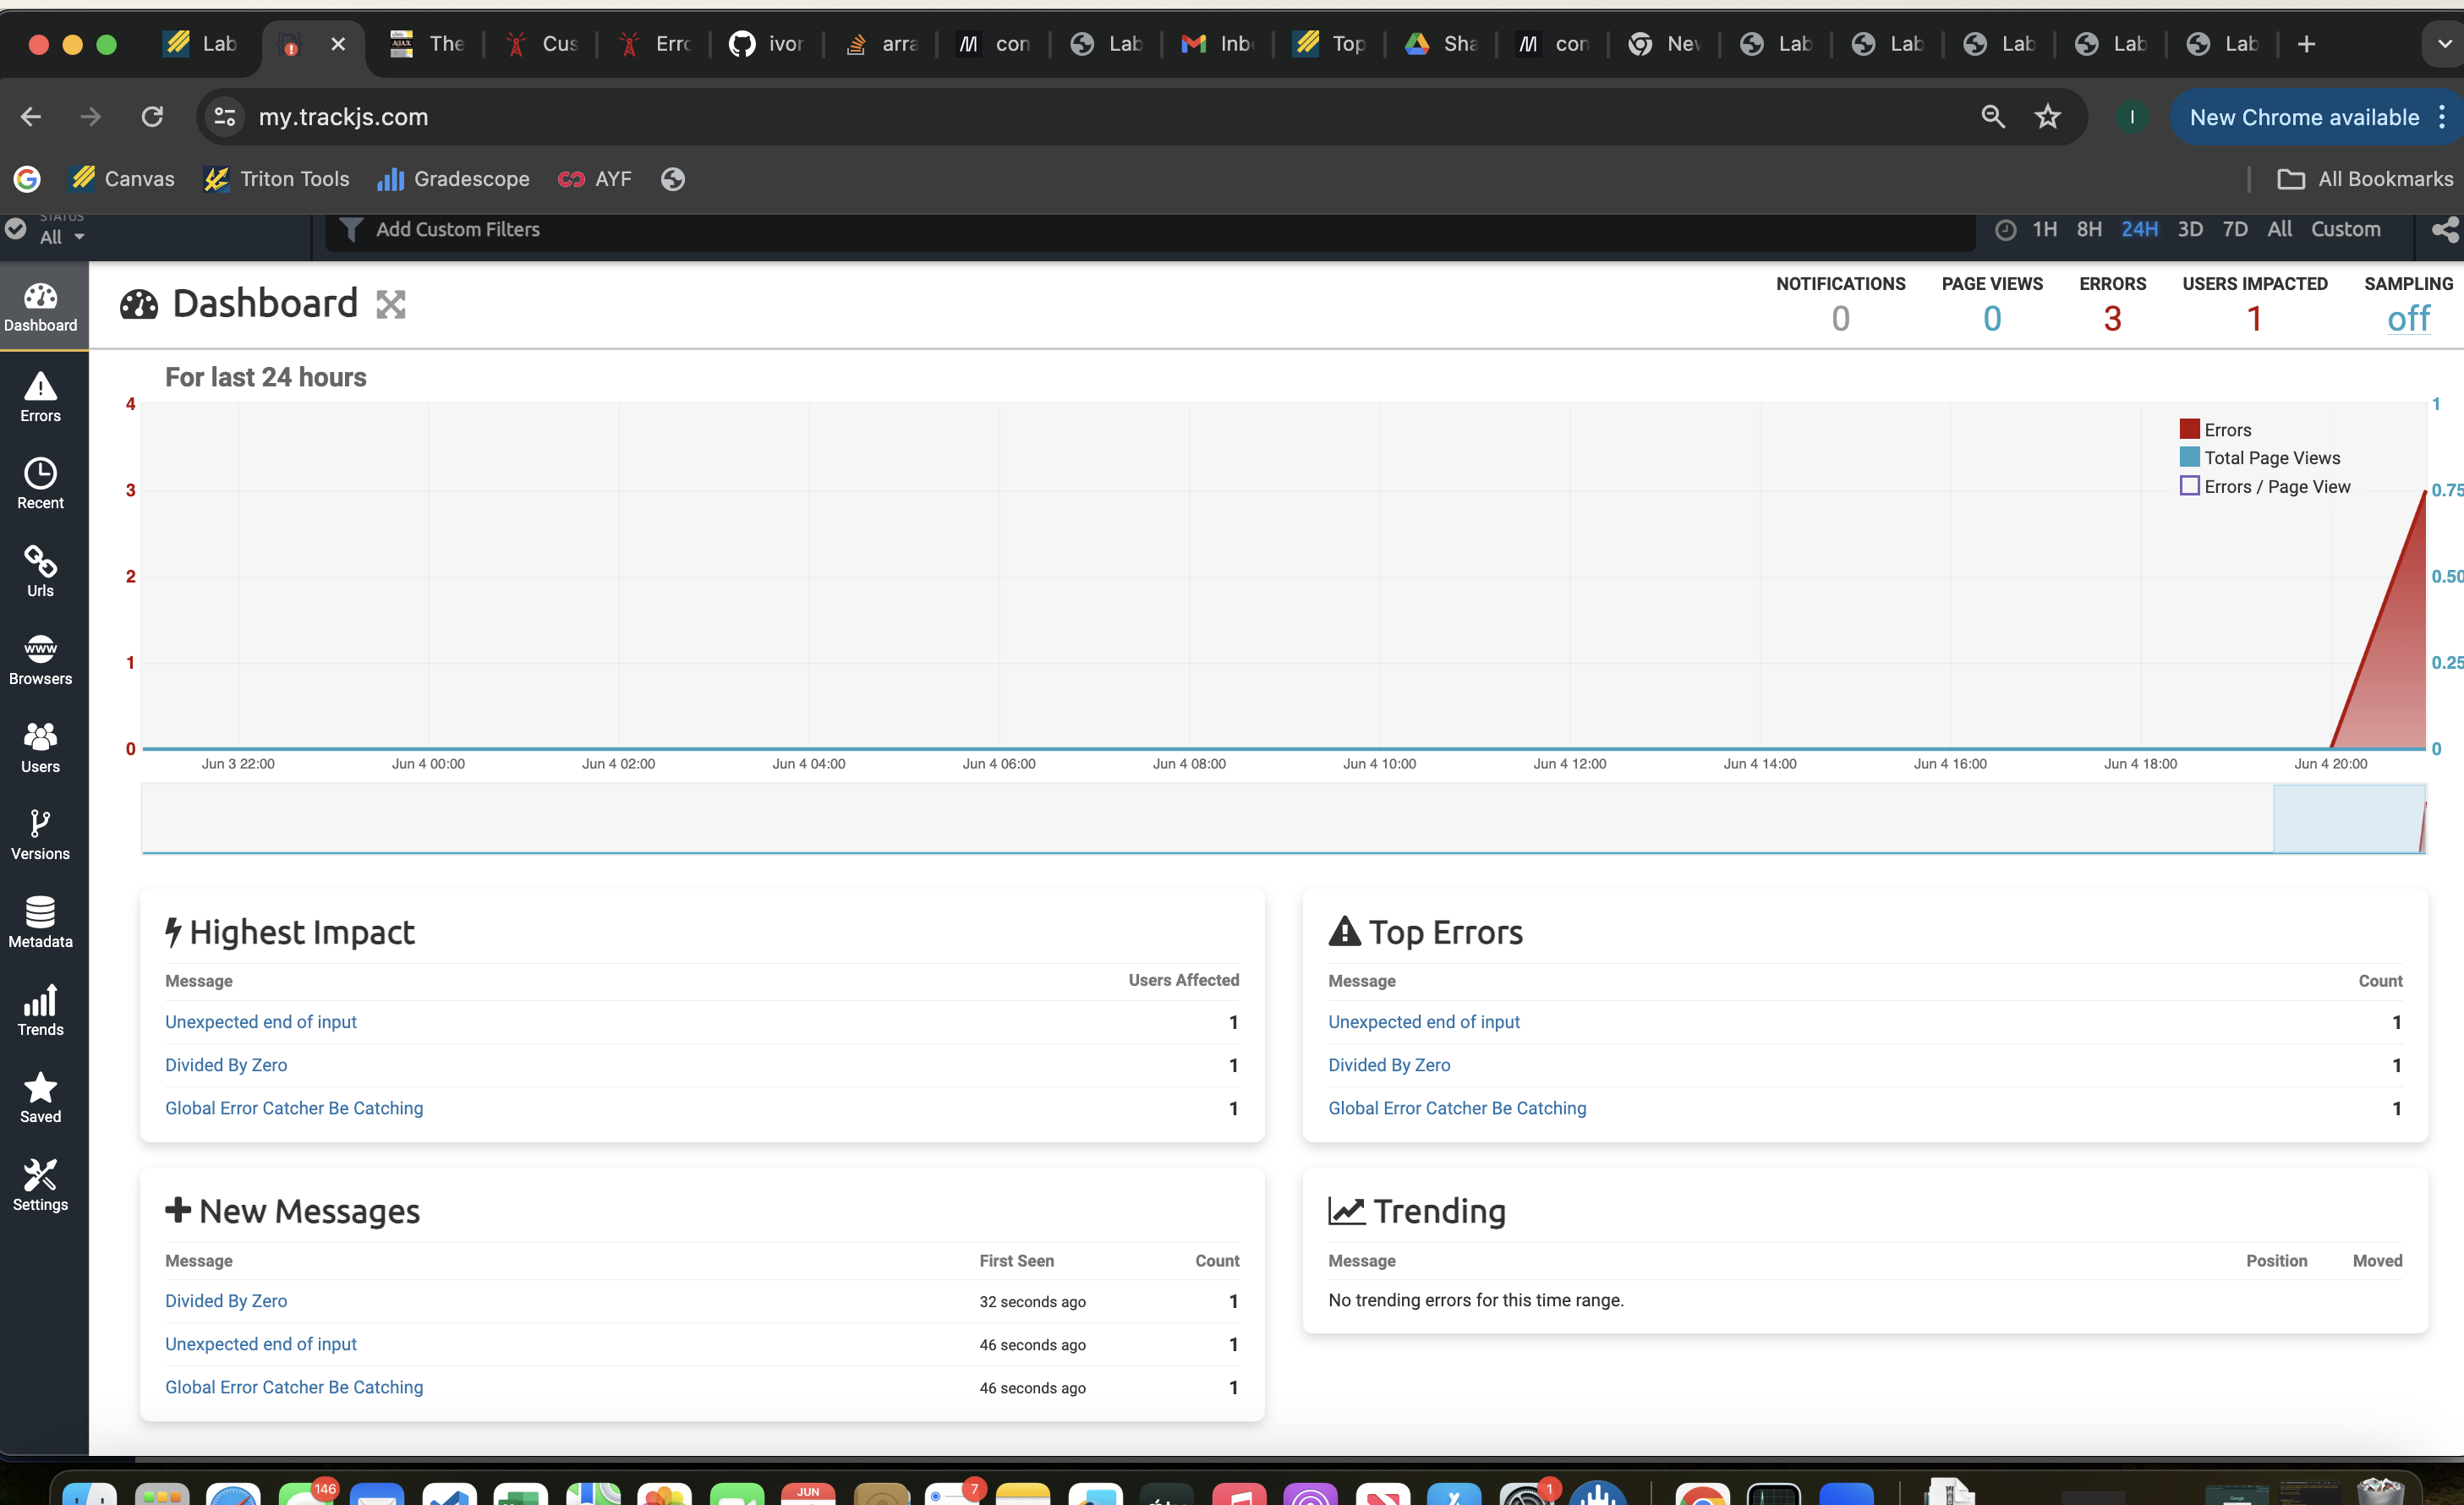 Lab The Cus Erro ivor arra con Lab Inbo Top Sha con New Lab Lab Lab Lab Lab
my.trackjs.com I New Chrome available
Canvas Triton Tools Gradescope AYF All Bookmarks
STATUS
All
Add Custom Filters
1H 8H 24H 3D 7D All Custom
Dashboard
Errors
Recent
Urls
www
Browsers
Users
Versions
Metadata
Trends
Saved
Settings
Dashboard
NOTIFICATIONS PAGE VIEWS ERRORS USERS IMPACTED SAMPLING
0 0 3 1 off
For last 24 hours
4 1
3 0.75
2 0.50
1 0.25
0 0
Errors
Total Page Views
Errors / Page View
Jun 3 22:00 Jun 4 00:00 Jun 4 02:00 Jun 4 04:00 Jun 4 06:00 Jun 4 08:00 Jun 4 10:00 Jun 4 12:00 Jun 4 14:00 Jun 4 16:00 Jun 4 18:00 Jun 4 20:00
Highest Impact
Message Users Affected
Unexpected end of input 1
Divided By Zero 1
Global Error Catcher Be Catching 1
Top Errors
Message Count
Unexpected end of input 1
Divided By Zero 1
Global Error Catcher Be Catching 1
New Messages
Message First Seen Count
Divided By Zero 32 seconds ago 1
Unexpected end of input 46 seconds ago 1
Global Error Catcher Be Catching 46 seconds ago 1
Trending
Message Position Moved
No trending errors for this time range.
146 JUN 7 1